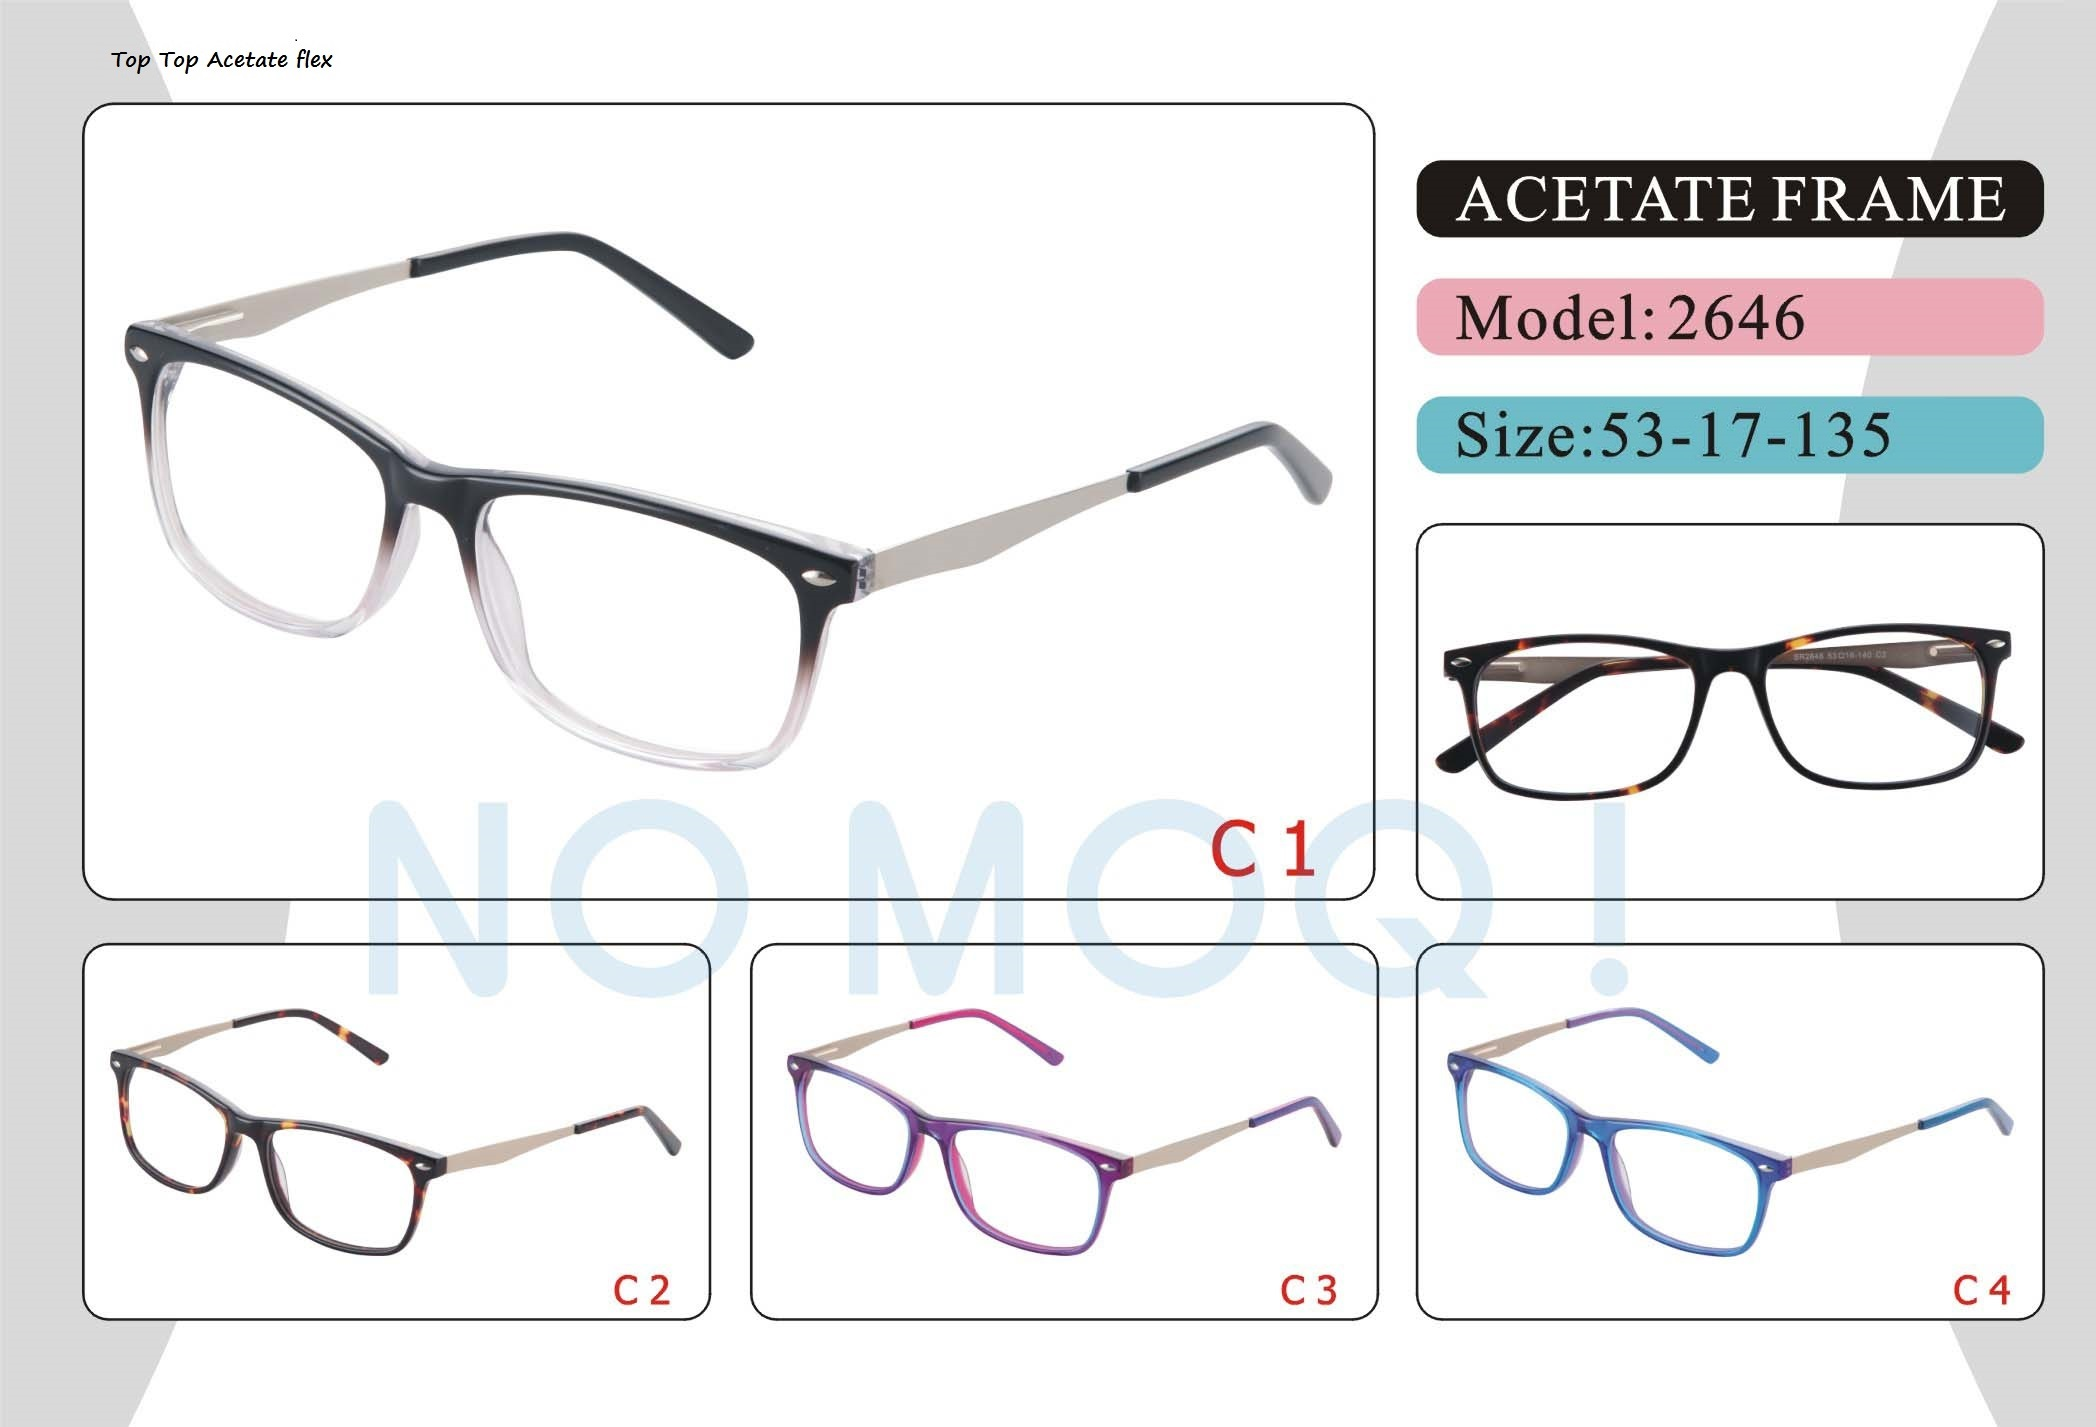 Top Top Acetate flex
ACETATE FRAME
Model: 2646
Size:53-17-135
C 1
NO MOQ!
C 2
C 3
C 4